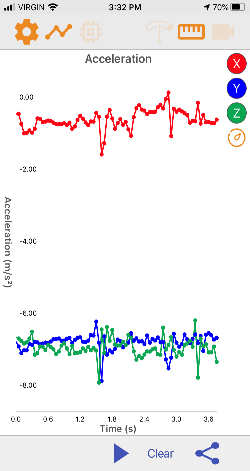 VIRGIN 3:32 PM 70%
Acceleration
X
Y
Z
0.00
-2.00
-4.00
-6.00
-8.00
Acceleration (m/s²)
0.0 0.6 1.2 1.8 2.4 3.0 3.6
Time (s)
Clear